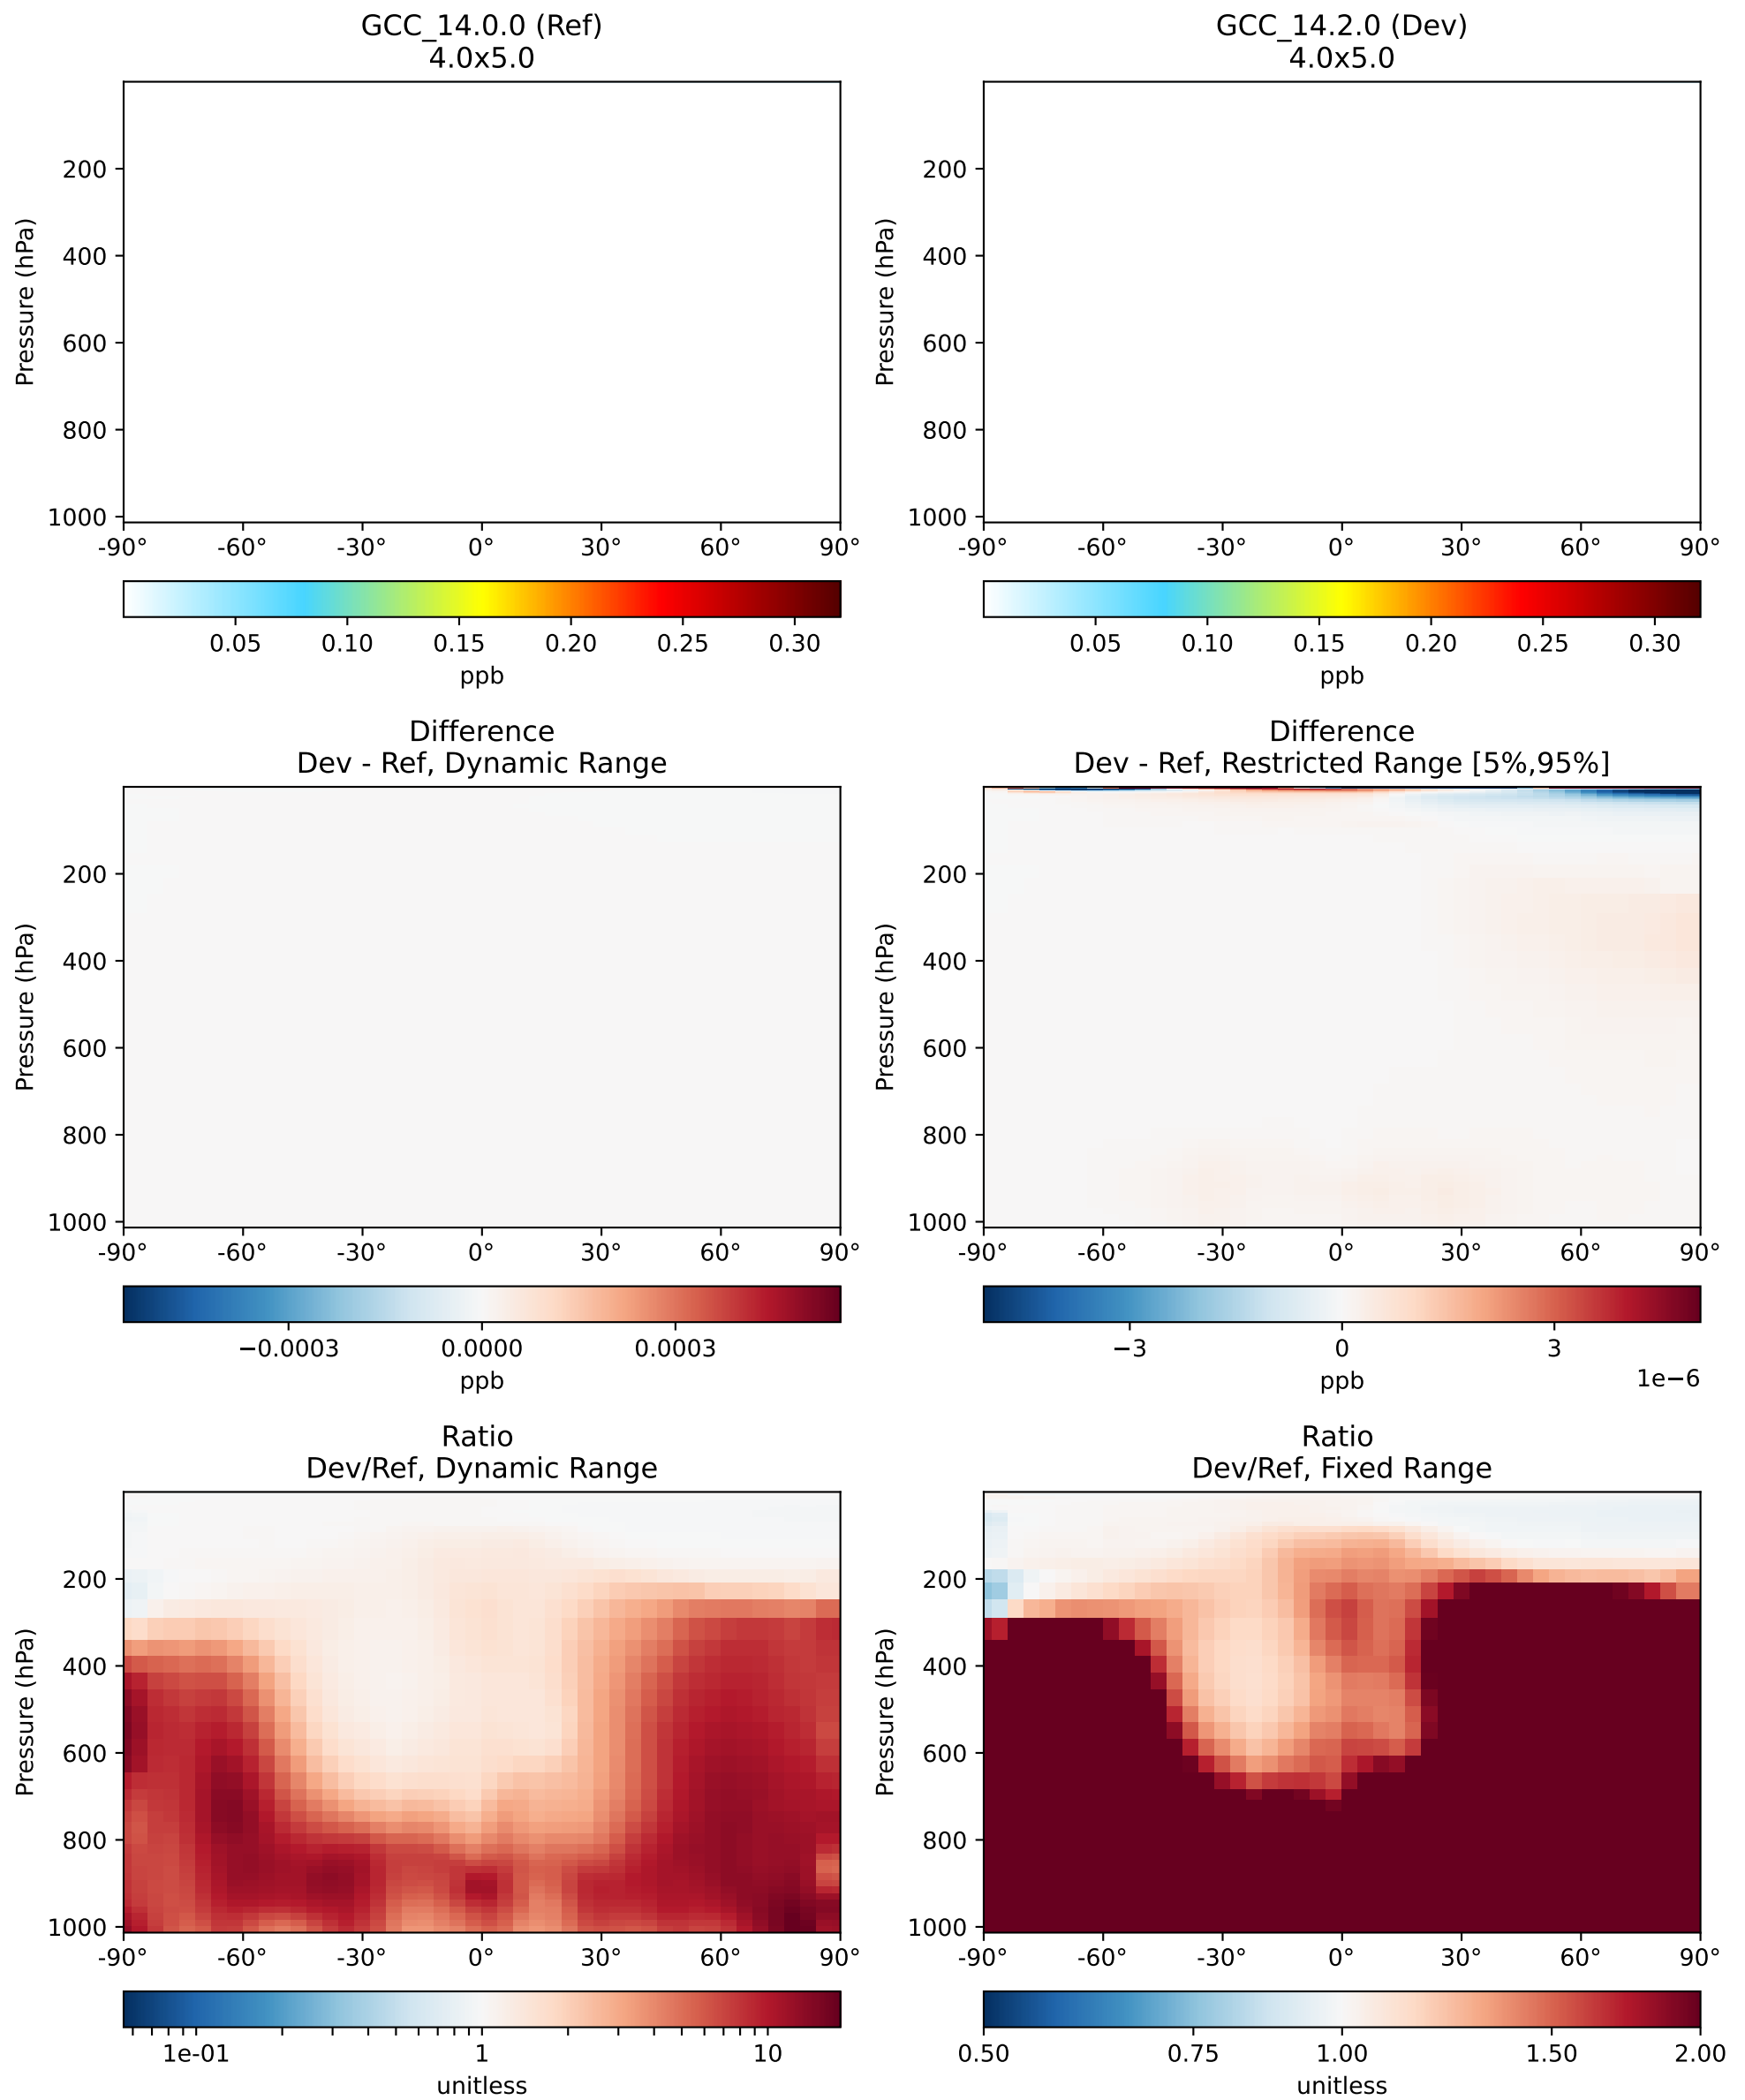 GCC_14.0.0 (Ref)
4.0x5.0
GCC_14.2.0 (Dev)
4.0x5.0
Pressure (hPa)
200
400
600
800
1000
-90° -60° -30° 0° 30° 60° 90°
0.05 0.10 0.15 0.20 0.25 0.30
ppb
Pressure (hPa)
200
400
600
800
1000
-90° -60° -30° 0° 30° 60° 90°
0.05 0.10 0.15 0.20 0.25 0.30
ppb
Difference
Dev - Ref, Dynamic Range
Difference
Dev - Ref, Restricted Range [5%,95%]
Pressure (hPa)
200
400
600
800
1000
-90° -60° -30° 0° 30° 60° 90°
−0.0003 0.0000 0.0003
ppb
Pressure (hPa)
200
400
600
800
1000
-90° -60° -30° 0° 30° 60° 90°
−3 0 3
1e−6
ppb
Ratio
Dev/Ref, Dynamic Range
Ratio
Dev/Ref, Fixed Range
Pressure (hPa)
200
400
600
800
1000
-90° -60° -30° 0° 30° 60° 90°
1e-01 1 10
unitless
Pressure (hPa)
200
400
600
800
1000
-90° -60° -30° 0° 30° 60° 90°
0.50 0.75 1.00 1.50 2.00
unitless